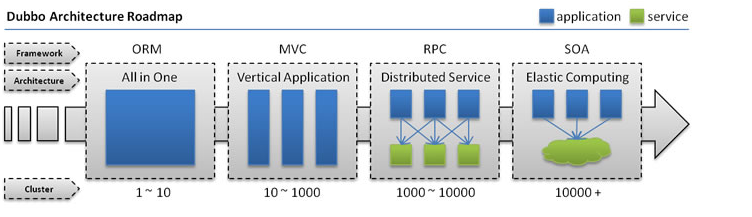 Dubbo Architecture Roadmap
application
service
Framework
ORM
MVC
RPC
SOA
Architecture
All in One
Vertical Application
Distributed Service
Elastic Computing
Cluster
1 ~ 10
10 ~ 1000
1000 ~ 10000
10000 +